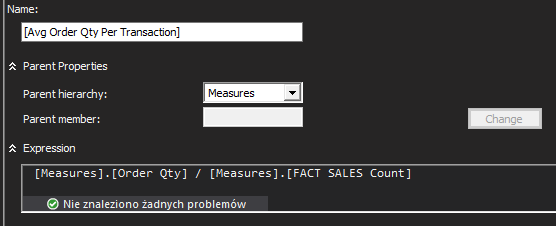 Name:
[Avg Order Qty Per Transaction]
Parent Properties
Parent hierarchy:
Measures
Parent member:
Change
Expression
[Measures].[Order Qty] / [Measures].[FACT SALES Count]
Nie znaleziono żadnych problemów